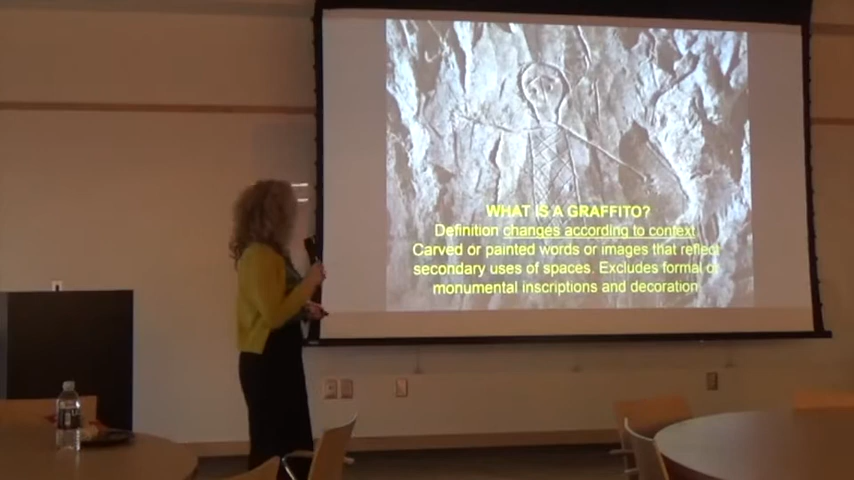 WHAT IS A GRAFFITO?
Definition changes according to context
Carved or painted words or images that reflect
secondary uses of spaces. Excludes formal or
monumental inscriptions and decoration